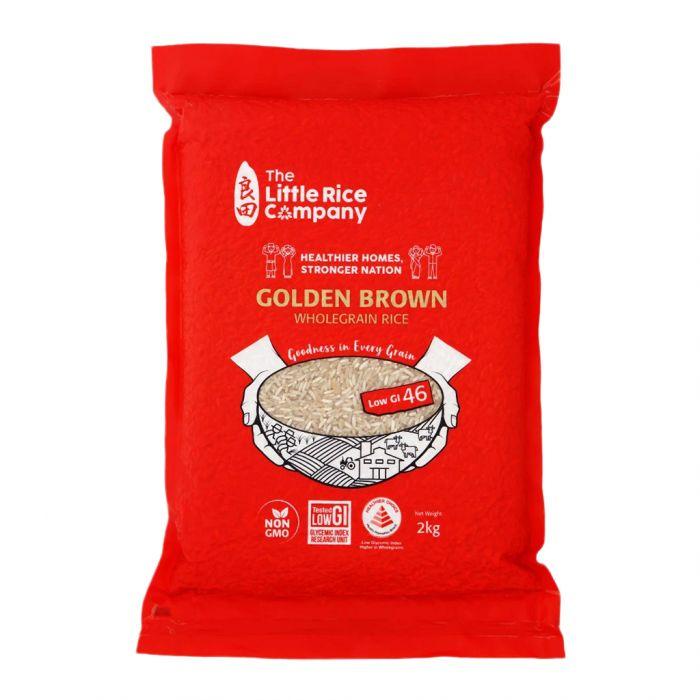 良田
The
Little Rice
Company
HEALTHIER HOMES,
STRONGER NATION
GOLDEN BROWN
WHOLEGRAIN RICE
Goodness in Every Grain
Low GI 46
NON
GMO
Tested
LOW GI
GLYCEMIC INDEX
RESEARCH UNIT
HEALTHIER CHOICE
Low Glycemic Index
Higher in Wholegrains
Net Weight
2kg